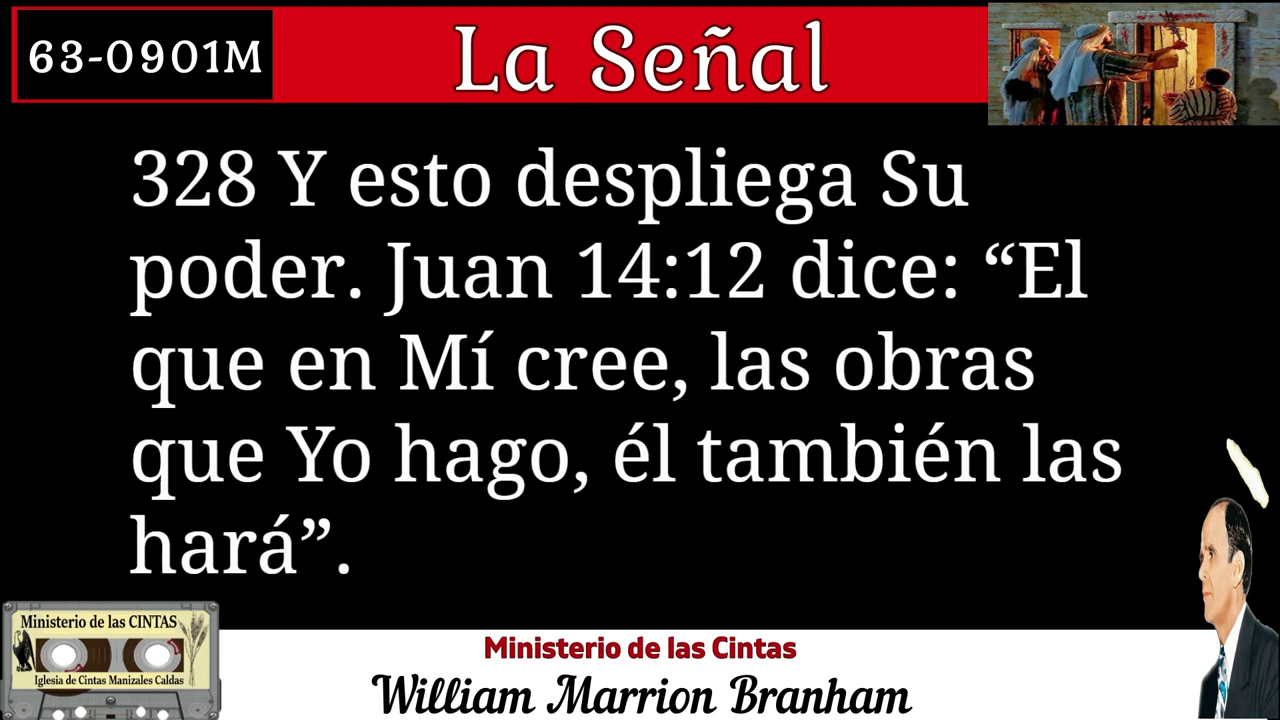 63-0901M
La Señal
328 Y esto despliega Su
poder. Juan 14:12 dice: “El
que en Mí cree, las obras
que Yo hago, él también las
hará”.
Ministerio de las CINTAS
Iglesia de Cintas Manizales Caldas
Ministerio de las Cintas
William Marrion Branham